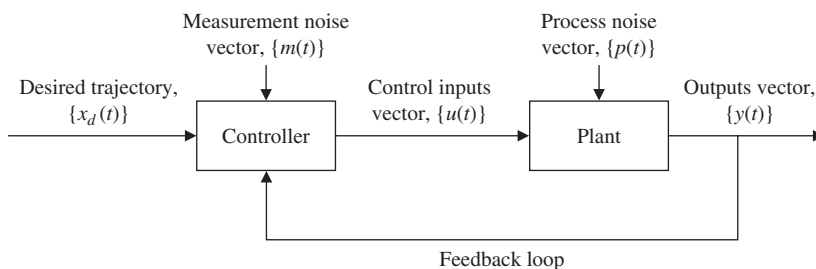 Measurement noise
vector, {m(t)}
Process noise
vector, {p(t)}
Desired trajectory,
{x_d(t)}
Control inputs
vector, {u(t)}
Outputs vector,
{y(t)}
Controller
Plant
Feedback loop